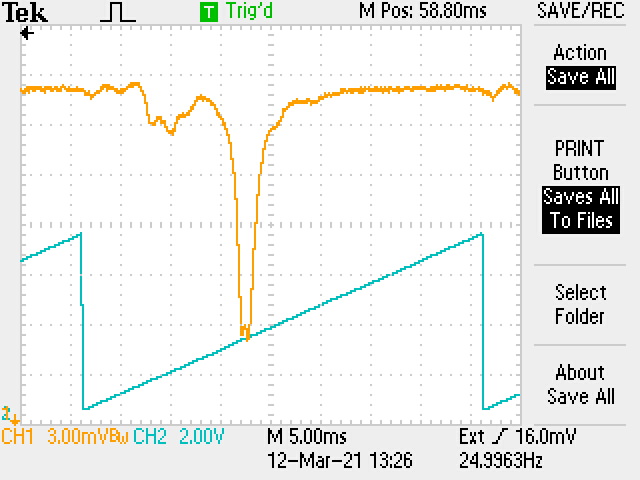 Tek T Trig'd M Pos: 58.80ms SAVE/REC
Action
Save All
PRINT
Button
Saves All
To Files
Select
Folder
About
Save All
CH1 3.00mVBw CH2 2.00V M 5.00ms Ext 16.0mV
12-Mar-21 13:26 24.9963Hz